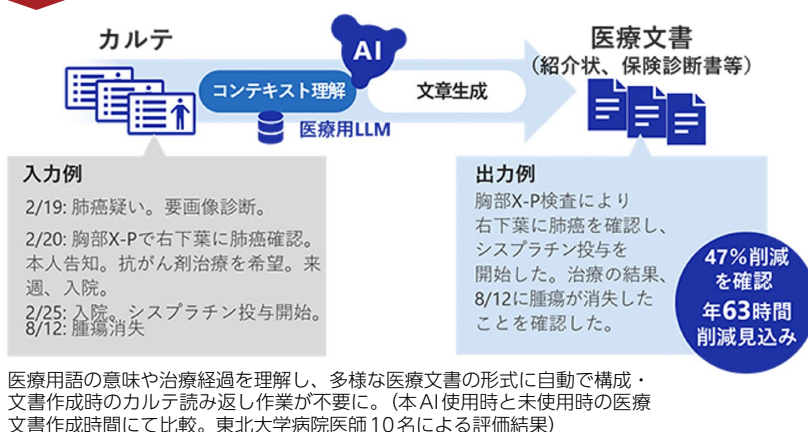 カルテ
AI
医療文書
（紹介状、保険診断書等）
コンテキスト理解
文章生成
医療用LLM
入力例
2/19: 肺癌疑い。要画像診断。
2/20: 胸部X-Pで右下葉に肺癌確認。
本人告知。抗がん剤治療を希望。来
週、入院。
2/25: 入院。シスプラチン投与開始。
8/12: 腫瘍消失
出力例
胸部X-P検査により
右下葉に肺癌を確認し、
シスプラチン投与を
開始した。治療の結果、
8/12に腫瘍が消失した
ことを確認した。
47%削減
を確認
年63時間
削減見込み
医療用語の意味や治療経過を理解し、多様な医療文書の形式に自動で構成・
文書作成時のカルテ読み返し作業が不要に。（本AI使用時と未使用時の医療
文書作成時間にて比較。東北大学病院医師10名による評価結果）